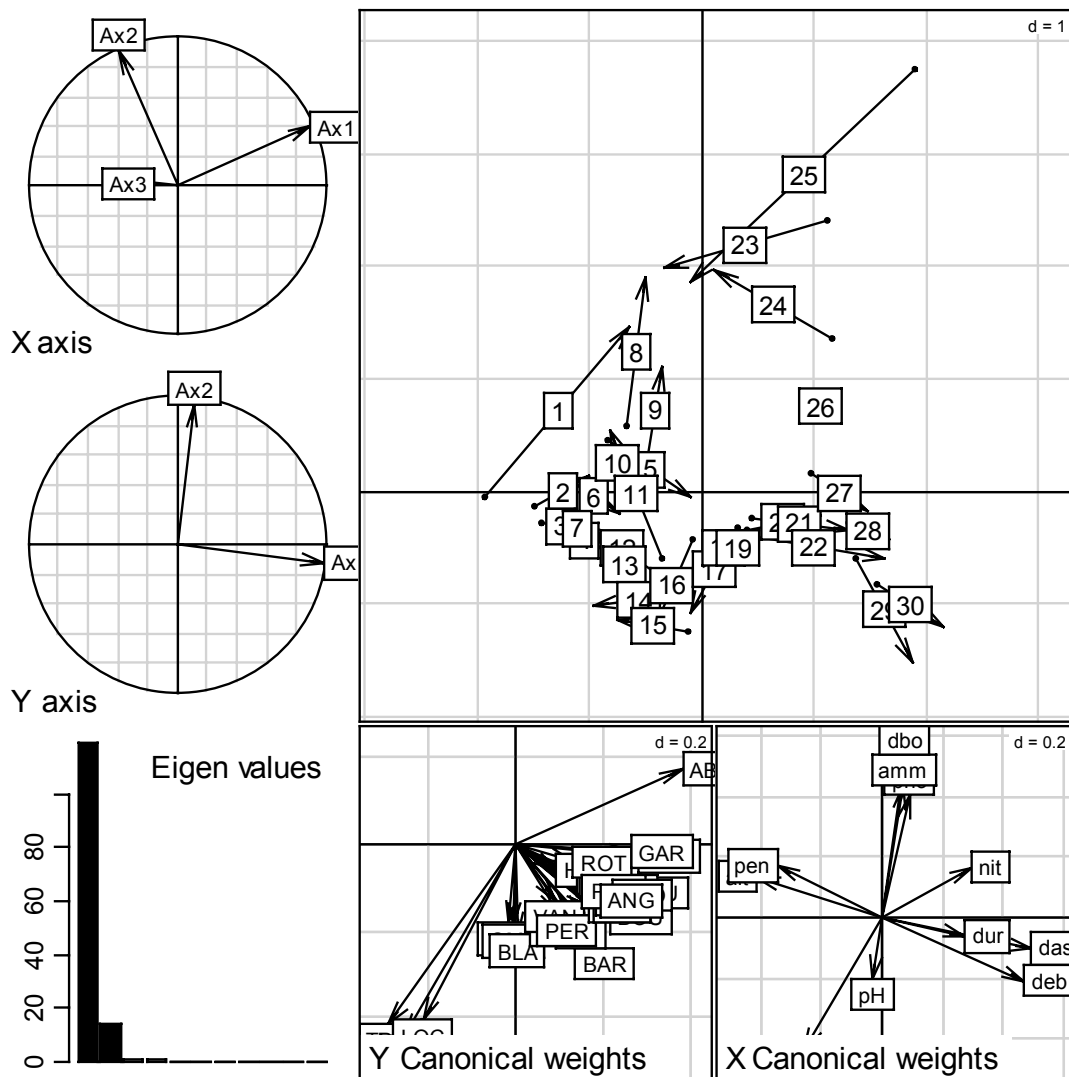 Ax2
Ax1
Ax3
X axis
Ax2
Y axis
Eigen values
0 20 40 60 80
d = 1
25
23
24
8
1
9
26
10 5
2 6 11 27
3 7 21 28
13 19 22
16 17
14 15 29 30
d = 0.2
GAR
ROT
ANG
PER
BLA
BAR
Y Canonical weights
d = 0.2
dbo
amm
pen
nit
dur
das
deb
pH
X Canonical weights